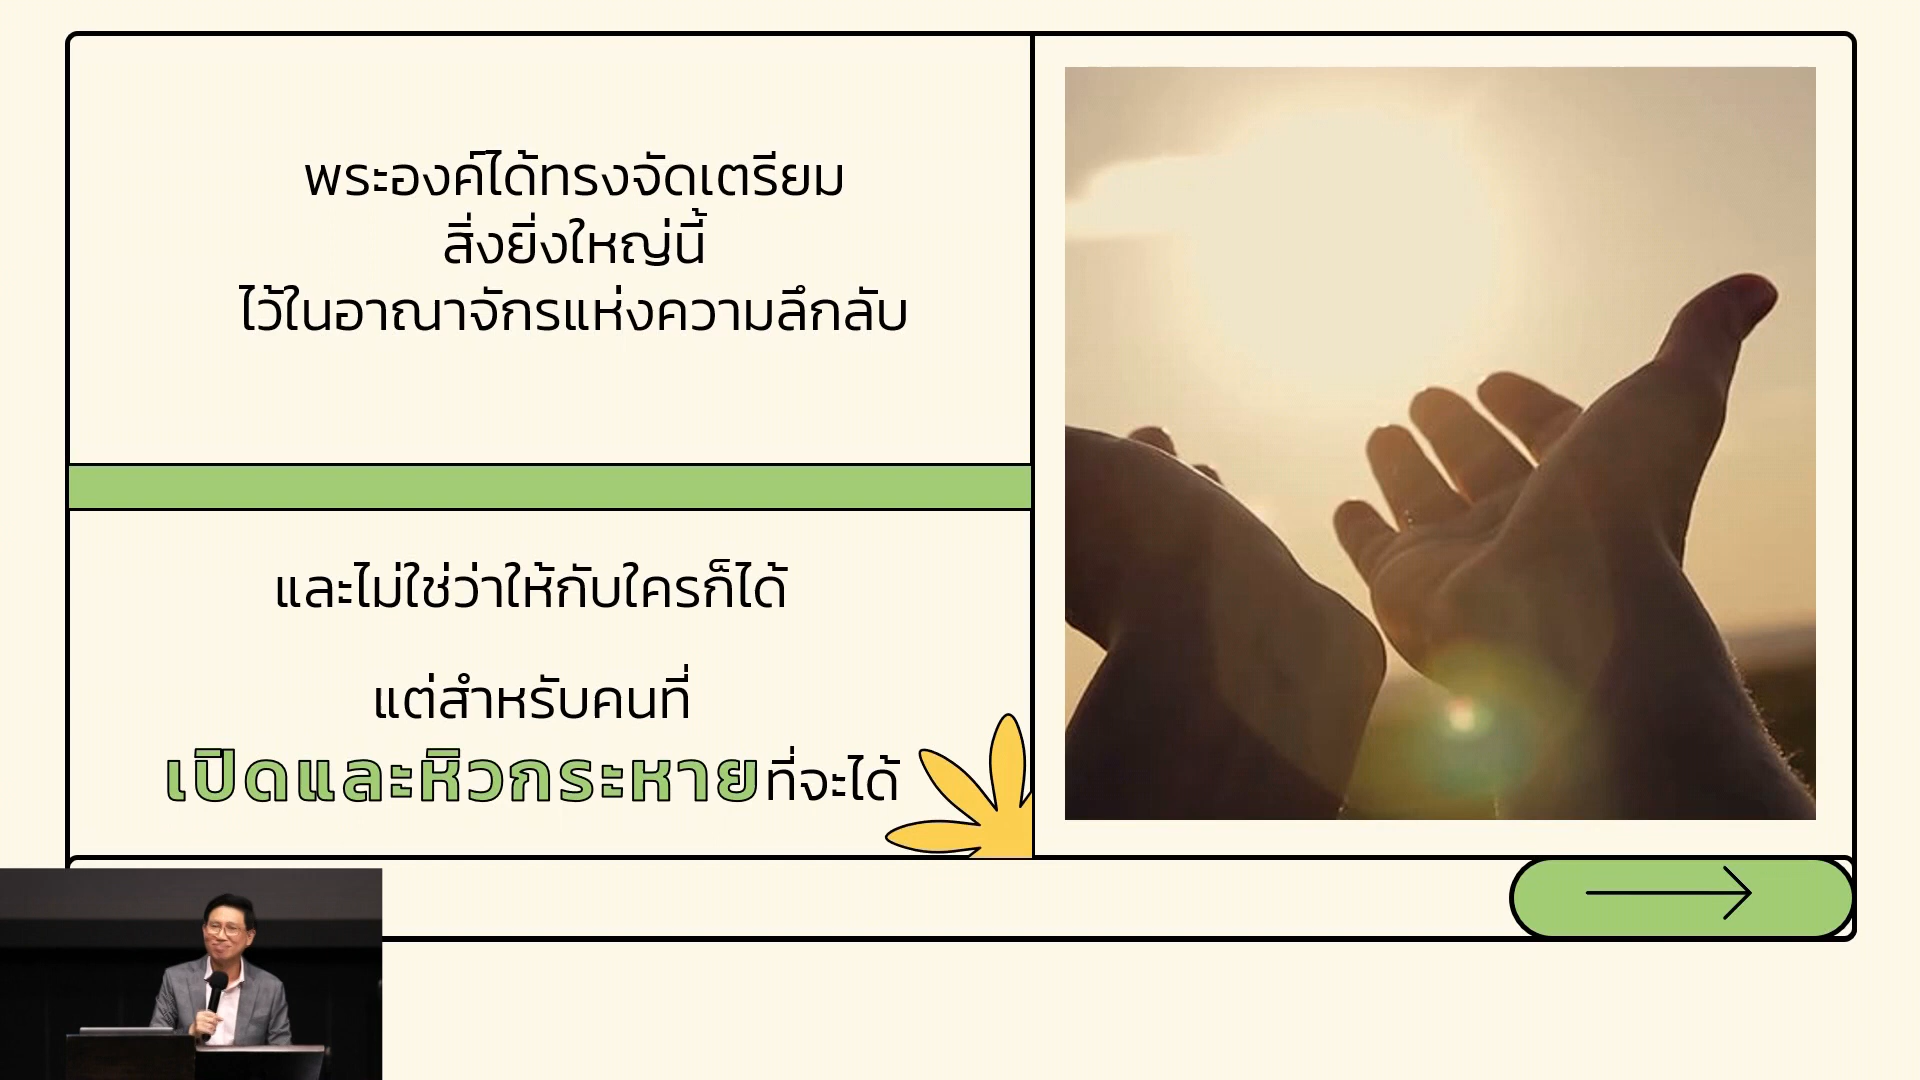 พระองค์ได้ทรงจัดเตรียม
สิ่งยิ่งใหญ่นี้
ไว้ในอาณาจักรแห่งความลึกลับ
และไม่ใช่ว่าให้กับใครก็ได้
แต่สำหรับคนที่
เปิดและหิวกระหายที่จะได้